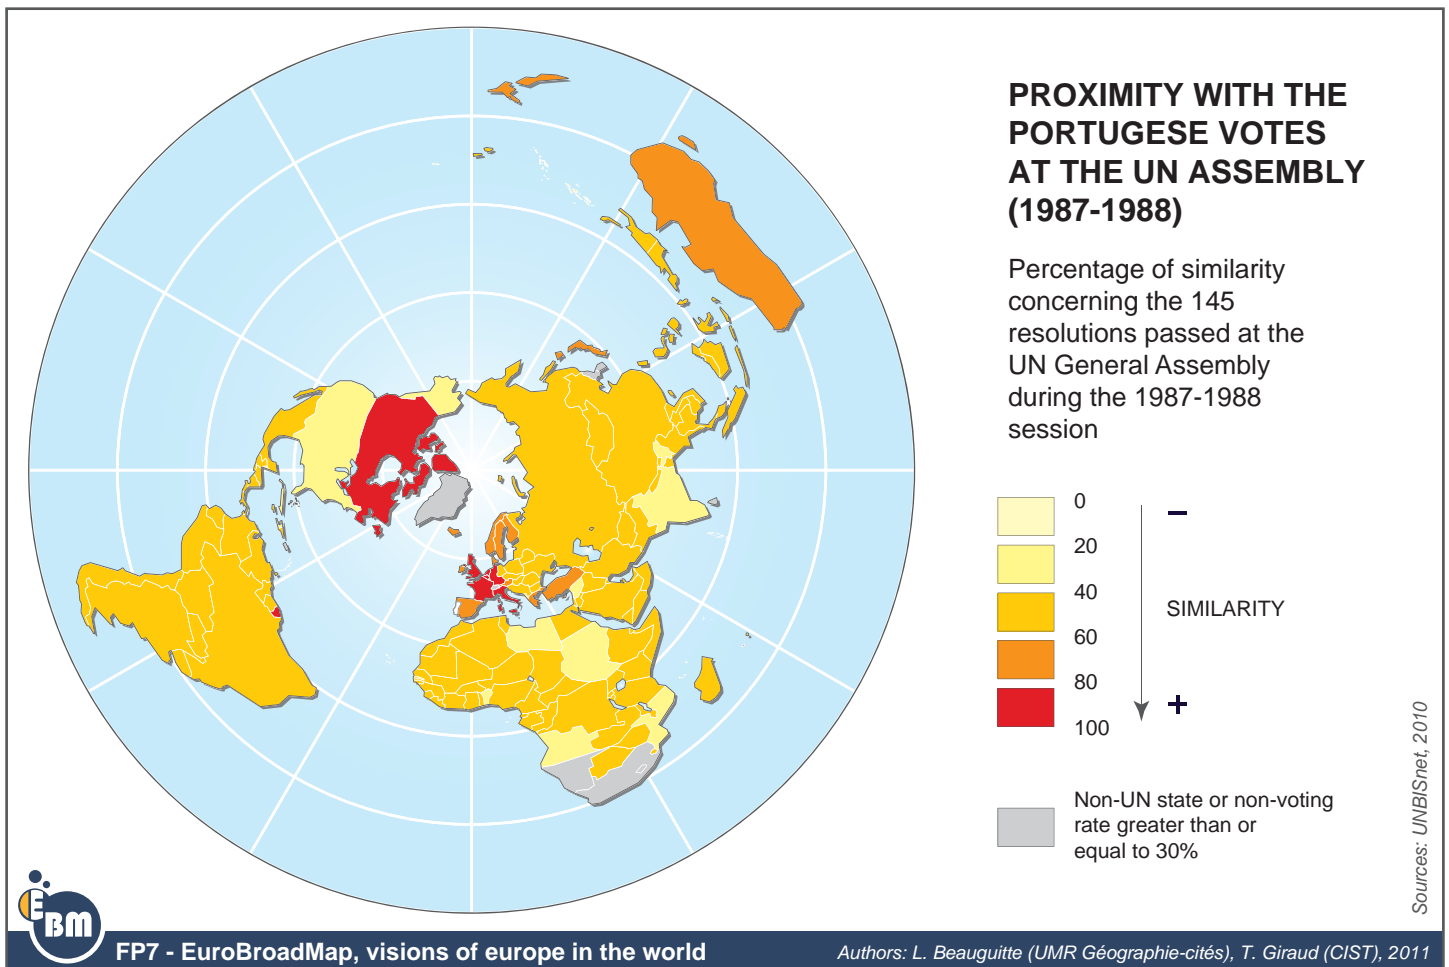 PROXIMITY WITH THE
PORTUGESE VOTES
AT THE UN ASSEMBLY
(1987-1988)
Percentage of similarity
concerning the 145
resolutions passed at the
UN General Assembly
during the 1987-1988
session
0
20
40
60
80
100
−
SIMILARITY
+
Non-UN state or non-voting
rate greater than or
equal to 30%
Sources: UNBISnet, 2010
EBM
FP7 - EuroBroadMap, visions of europe in the world
Authors: L. Beauguitte (UMR Géographie-cités), T. Giraud (CIST), 2011